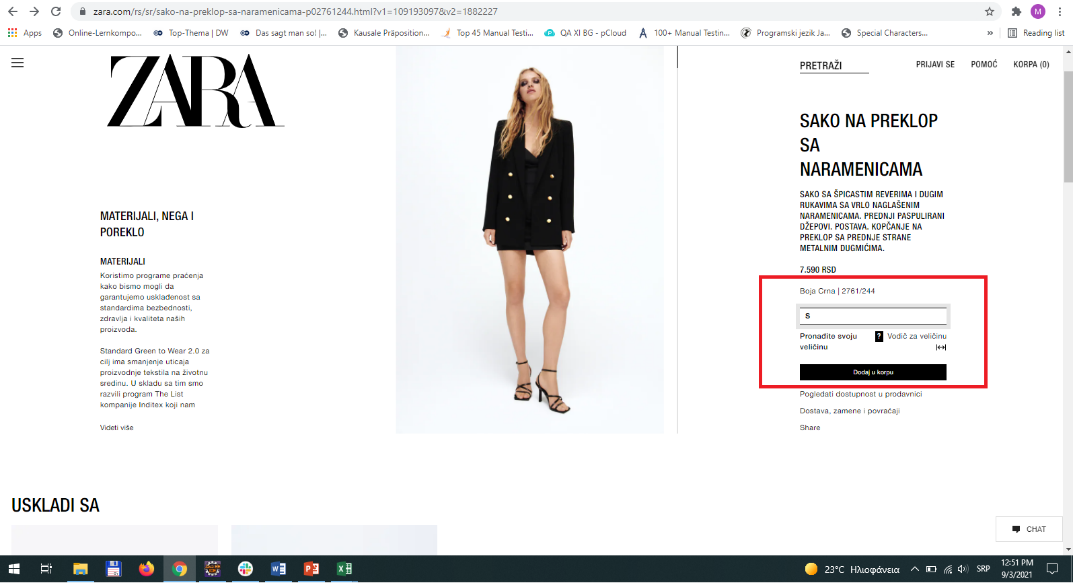 zara.com/rs/sr/sako-na-preklop-sa-naramenicama-p02761244.html?v1=109193097&v2=1882227
M
Apps Online-Lernkompo... Top-Thema | DW Das sagt man so! |... Kausale Präposition... Top 45 Manual Testi... QA XI BG - pCloud 100+ Manual Testin... Programski jezik Ja... Special Characters... » Reading list
ZARA
PRETRAŽI PRIJAVI SE POMOĆ KORPA (0)
MATERIJALI, NEGA I
POREKLO
MATERIJALI
Koristimo programe praćenja
kako bismo mogli da
garantujemo usklađenost sa
standardima bezbednosti,
zdravlja i kvaliteta naših
proizvoda.
Standard Green to Wear 2.0 za
cilj ima smanjenje uticaja
proizvodnje tekstila na životnu
sredinu. U skladu sa tim smo
razvili program The List
kompanije Inditex koji nam
Videti više
SAKO NA PREKLOP
SA
NARAMENICAMA
SAKO SA ŠPICASTIM REVERIMA I DUGIM
RUKAVIMA SA VRLO NAGLAŠENIM
NARAMENICAMA. PREDNJI PASPULIRANI
DŽEPOVI. POSTAVA. KOPČANJE NA
PREKLOP SA PREDNJE STRANE
METALNIM DUGMIĆIMA.
7.590 RSD
Boja Crna | 2761/244
S
Pronađite svoju
veličinu
? Vodič za veličinu
Dodaj u korpu
Pogledati dostupnost u prodavnici
Dostava, zamene i povraćaji
Share
USKLADI SA
CHAT
23°C Ηλιοφάνεια SRP 12:51 PM
9/3/2021